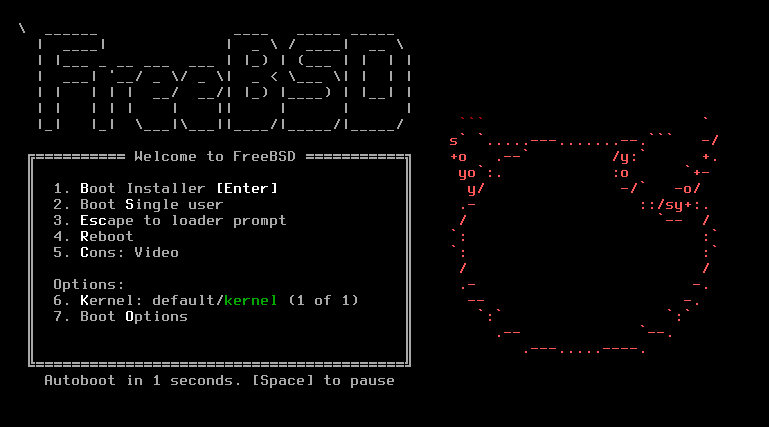 FreeBSD
Welcome to FreeBSD
1. Boot Installer [Enter]
2. Boot Single user
3. Escape to loader prompt
4. Reboot
5. Cons: Video
Options:
6. Kernel: default/kernel (1 of 1)
7. Boot Options
Autoboot in 1 seconds. [Space] to pause